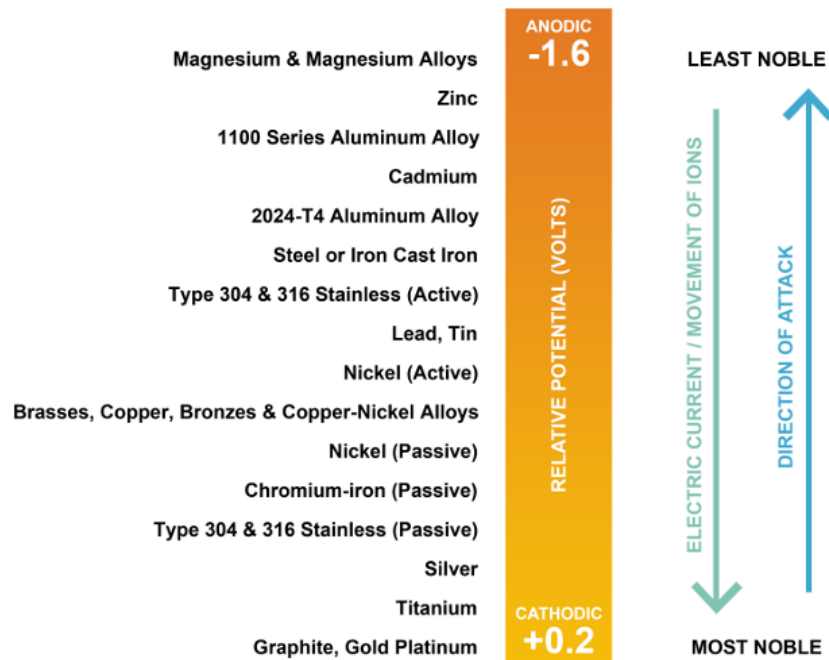 ANODIC
-1.6
Magnesium & Magnesium Alloys
LEAST NOBLE
Zinc
1100 Series Aluminum Alloy
Cadmium
2024-T4 Aluminum Alloy
Steel or Iron Cast Iron
Type 304 & 316 Stainless (Active)
Lead, Tin
Nickel (Active)
Brasses, Copper, Bronzes & Copper-Nickel Alloys
Nickel (Passive)
Chromium-iron (Passive)
Type 304 & 316 Stainless (Passive)
Silver
Titanium
Graphite, Gold Platinum
RELATIVE POTENTIAL (VOLTS)
CATHODIC
+0.2
ELECTRIC CURRENT / MOVEMENT OF IONS
DIRECTION OF ATTACK
MOST NOBLE